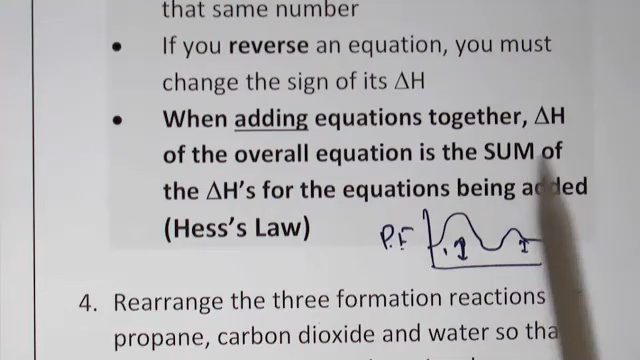 that same number
• If you reverse an equation, you must
change the sign of its ΔH
• When adding equations together, ΔH
of the overall equation is the SUM of
the ΔH's for the equations being added
(Hess's Law)
P.E
4. Rearrange the three formation reactions
propane, carbon dioxide and water so tha